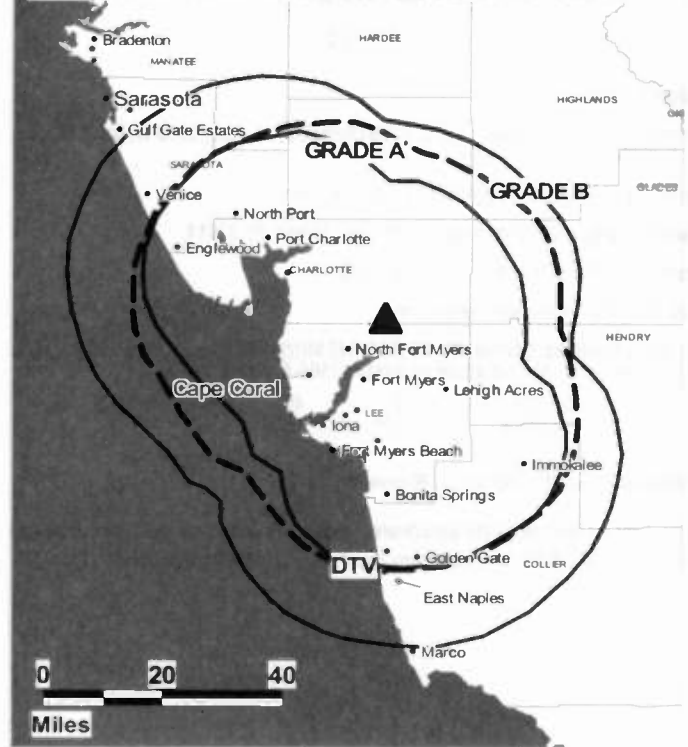 Bradenton
HARDEE
MANATEE
Sarasota
HIGHLANDS
Gulf Gate Estates
GRADE A
SARASOTA
GRADE B
GLADES
Venice
North Port
Port Charlotte
Englewood
CHARLOTTE
HENDRY
North Fort Myers
Cape Coral
Fort Myers
Lehigh Acres
LEE
Iona
Fort Myers Beach
Immokalee
Bonita Springs
DTV
Golden Gate
COLLIER
East Naples
Marco
0 20 40
Miles